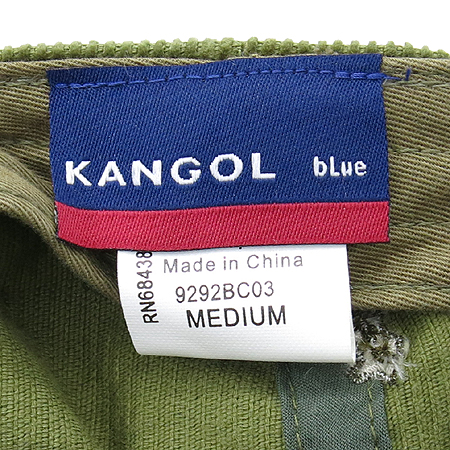 KANGOL bLue
RN68438
Made in China
9292BC03
MEDIUM